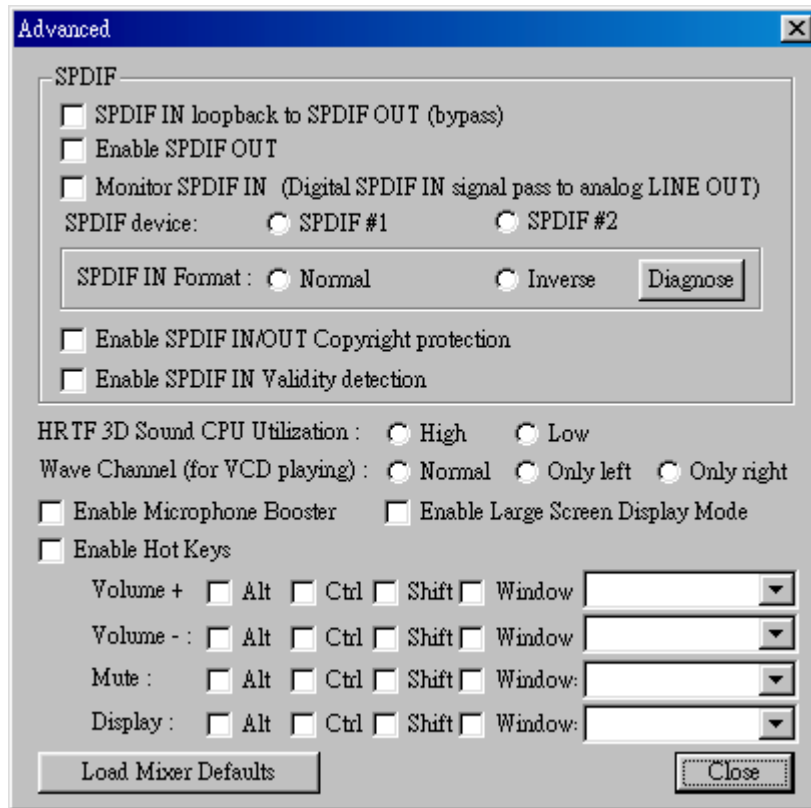 Advanced
SPDIF
SPDIF IN loopback to SPDIF OUT (bypass)
Enable SPDIF OUT
Monitor SPDIF IN (Digital SPDIF IN signal pass to analog LINE OUT)
SPDIF device: SPDIF #1 SPDIF #2
SPDIF IN Format : Normal Inverse Diagnose
Enable SPDIF IN/OUT Copyright protection
Enable SPDIF IN Validity detection
HRTF 3D Sound CPU Utilization : High Low
Wave Channel (for VCD playing) : Normal Only left Only right
Enable Microphone Booster Enable Large Screen Display Mode
Enable Hot Keys
Volume + Alt Ctrl Shift Window
Volume - : Alt Ctrl Shift Window
Mute : Alt Ctrl Shift Window:
Display : Alt Ctrl Shift Window:
Load Mixer Defaults Close